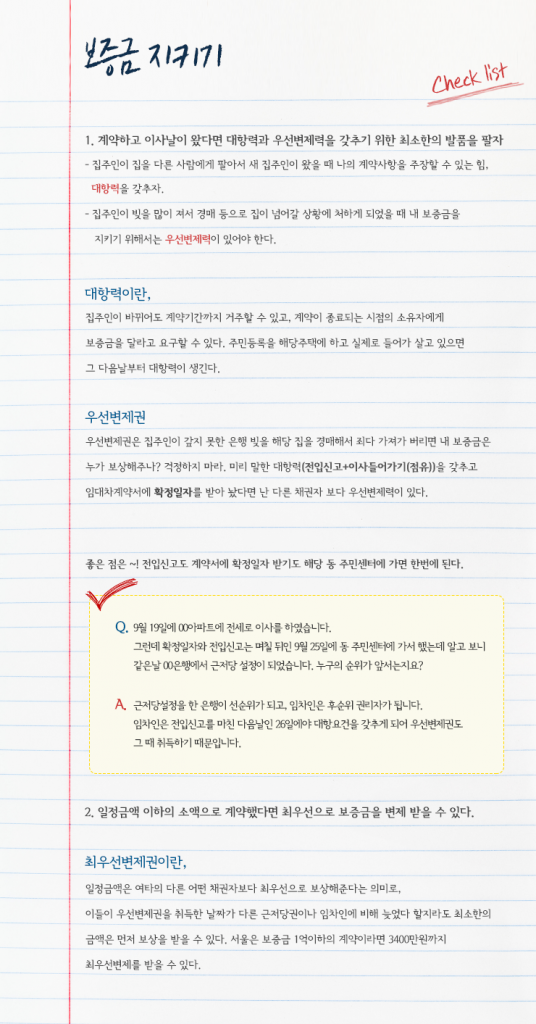 보증금 지키기
Check list
1. 계약하고 이사날이 왔다면 대항력과 우선변제력을 갖추기 위한 최소한의 발품을 팔자
- 집주인이 집을 다른 사람에게 팔아서 새 집주인이 왔을 때 나의 계약사항을 주장할 수 있는 힘,
대항력을 갖추자.
- 집주인이 빚을 많이 져서 경매 등으로 집이 넘어갈 상황에 처하게 되었을 때 내 보증금을
지키기 위해서는 우선변제력이 있어야 한다.
대항력이란,
집주인이 바뀌어도 계약기간까지 거주할 수 있고, 계약이 종료되는 시점의 소유자에게
보증금을 달라고 요구할 수 있다. 주민등록을 해당주택에 하고 실제로 들어가 살고 있으면
그 다음날부터 대항력이 생긴다.
우선변제권
우선변제권은 집주인이 갚지 못한 은행 빚을 해당 집을 경매해서 죄다 가져가 버리면 내 보증금은
누가 보상해주나? 걱정하지 마라. 미리 말한 대항력(전입신고+이사들어가기(점유))을 갖추고
임대차계약서에 확정일자를 받아 놨다면 난 다른 채권자 보다 우선변제력이 있다.
좋은 점은 ~! 전입신고도 계약서에 확정일자 받기도 해당 동 주민센터에 가면 한번에 된다.
Q. 9월 19일에 00아파트에 전세로 이사를 하였습니다.
그런데 확정일자와 전입신고는 며칠 뒤인 9월 25일에 동 주민센터에 가서 했는데 알고 보니
같은날 00은행에서 근저당 설정이 되었습니다. 누구의 순위가 앞서는지요?
A. 근저당설정을 한 은행이 선순위가 되고, 임차인은 후순위 권리자가 됩니다.
임차인은 전입신고를 마친 다음날인 26일에야 대항요건을 갖추게 되어 우선변제권도
그 때 취득하기 때문입니다.
2. 일정금액 이하의 소액으로 계약했다면 최우선으로 보증금을 변제 받을 수 있다.
최우선변제권이란,
일정금액은 여타의 다른 어떤 채권자보다 최우선으로 보상해준다는 의미로,
이들이 우선변제권을 취득한 날짜가 다른 근저당권이나 임차인에 비해 늦었다 할지라도 최소한의
금액은 먼저 보상을 받을 수 있다. 서울은 보증금 1억이하의 계약이라면 3400만원까지
최우선변제를 받을 수 있다.